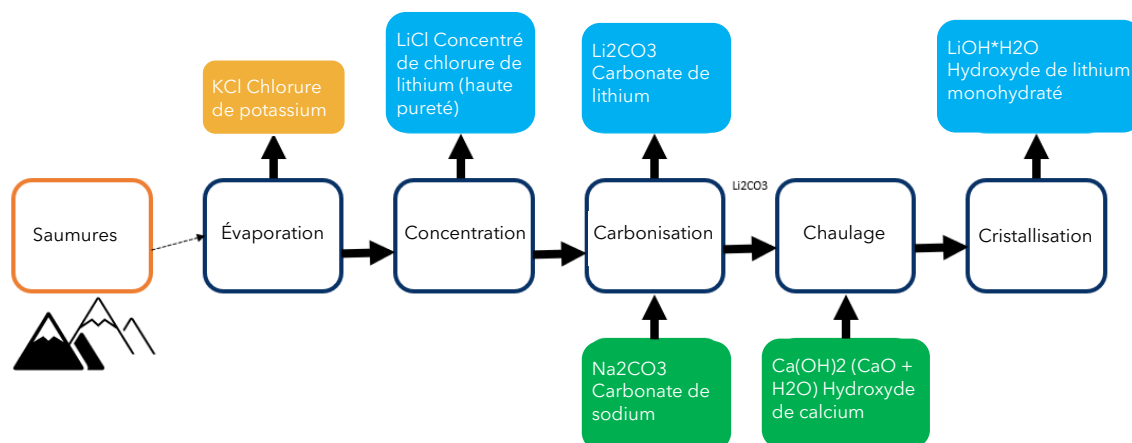 KCl Chlorure
de potassium
LiCl Concentré
de chlorure de
lithium (haute
pureté)
Li2CO3
Carbonate de
lithium
LiOH*H2O
Hydroxyde de lithium
monohydraté
Saumures
Évaporation
Concentration
Carbonisation
Li2CO3
Chaulage
Cristallisation
Na2CO3
Carbonate de
sodium
Ca(OH)2 (CaO +
H2O) Hydroxyde
de calcium